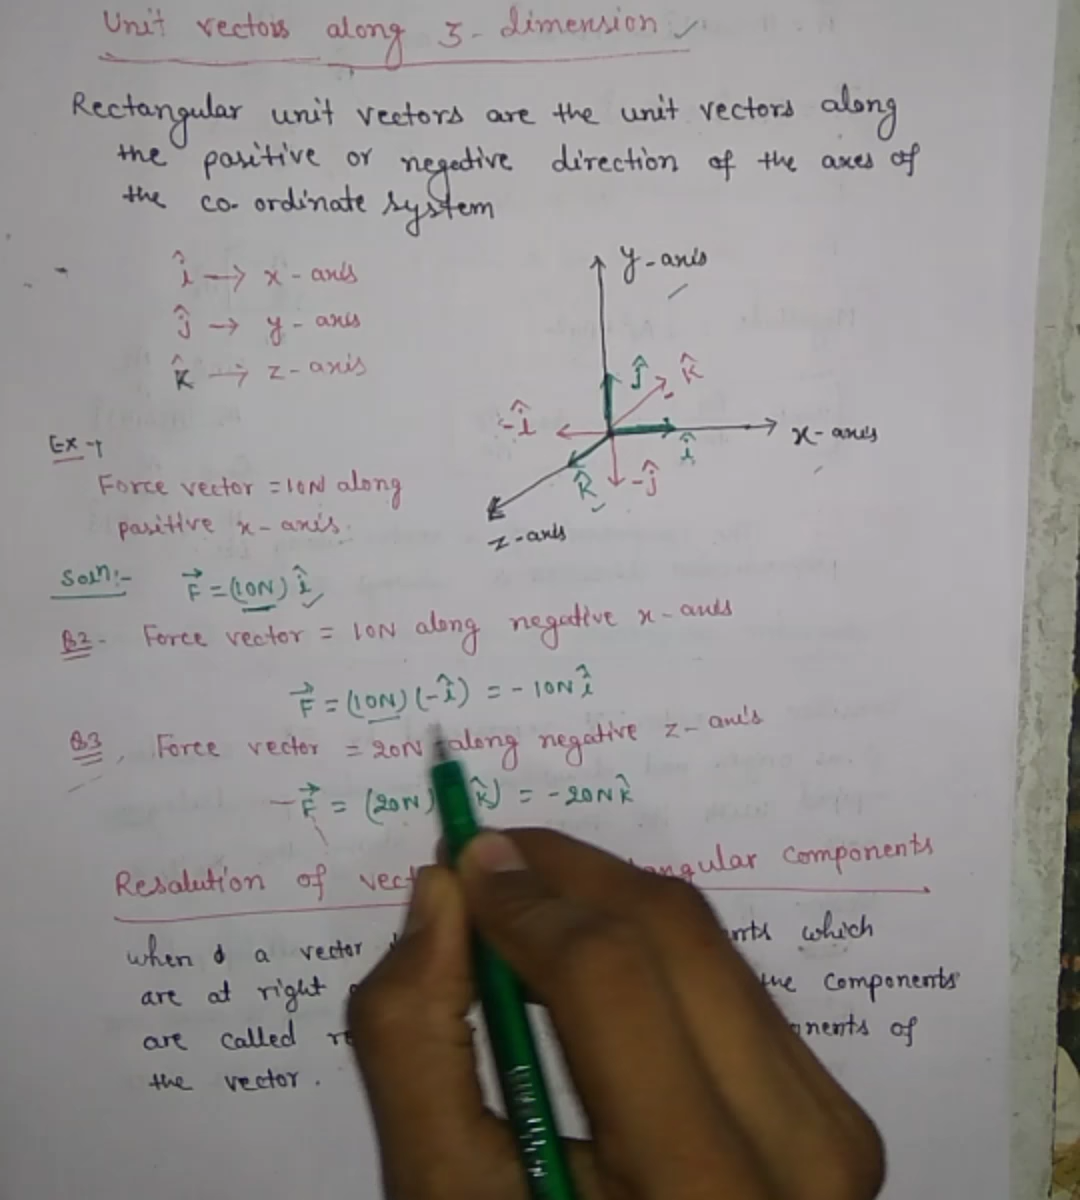 Unit vectors along 3-dimension
Rectangular unit vectors are the unit vectors along
the positive or negative direction of the axes of
the co-ordinate system
î → x-axis
ĵ → y-axis
k̂ → z-axis
y-axis
ĵ
k̂
-î
x-axis
î
k̂
-ĵ
z-axis
Ex-1
Force vector = 10N along
positive x-axis.
Soln:- F⃗ = (10N) î
Q2- Force vector = 10N along negative x-axis
F⃗ = (10N) (-î) = -10N î
Q3, Force vector = 20N along negative z-axis
F⃗ = (20N) k̂) = -20N k̂
Resolution of angular components
when a vector which
are at right the components
are called of
the vector.